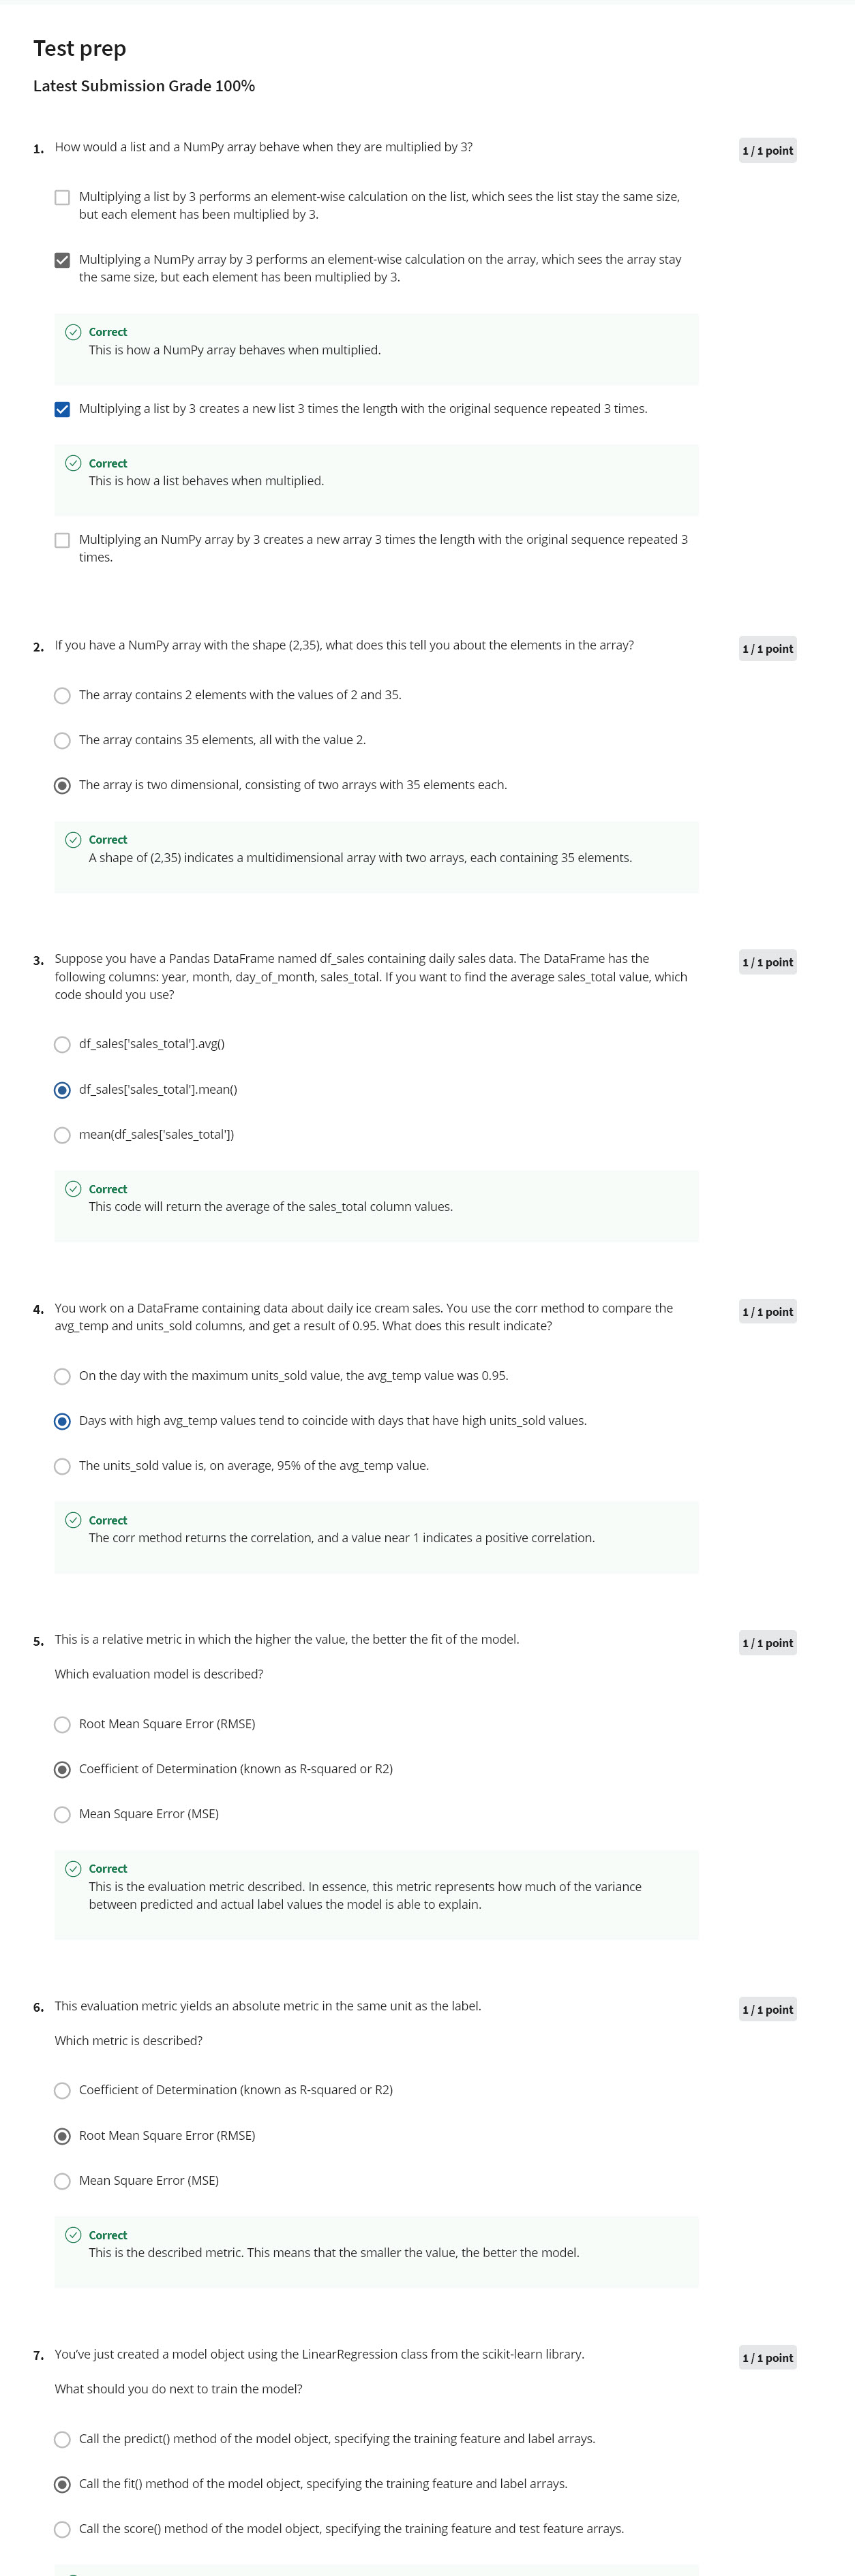 Test prep
Latest Submission Grade 100%
1. How would a list and a NumPy array behave when they are multiplied by 3?
1 / 1 point
Multiplying a list by 3 performs an element-wise calculation on the list, which sees the list stay the same size,
but each element has been multiplied by 3.
Multiplying a NumPy array by 3 performs an element-wise calculation on the array, which sees the array stay
the same size, but each element has been multiplied by 3.
Correct
This is how a NumPy array behaves when multiplied.
Multiplying a list by 3 creates a new list 3 times the length with the original sequence repeated 3 times.
Correct
This is how a list behaves when multiplied.
Multiplying an NumPy array by 3 creates a new array 3 times the length with the original sequence repeated 3
times.
2. If you have a NumPy array with the shape (2,35), what does this tell you about the elements in the array?
1 / 1 point
The array contains 2 elements with the values of 2 and 35.
The array contains 35 elements, all with the value 2.
The array is two dimensional, consisting of two arrays with 35 elements each.
Correct
A shape of (2,35) indicates a multidimensional array with two arrays, each containing 35 elements.
3. Suppose you have a Pandas DataFrame named df_sales containing daily sales data. The DataFrame has the
1 / 1 point
following columns: year, month, day_of_month, sales_total. If you want to find the average sales_total value, which
code should you use?
df_sales['sales_total'].avg()
df_sales['sales_total'].mean()
mean(df_sales['sales_total'])
Correct
This code will return the average of the sales_total column values.
4. You work on a DataFrame containing data about daily ice cream sales. You use the corr method to compare the
1 / 1 point
avg_temp and units_sold columns, and get a result of 0.95. What does this result indicate?
On the day with the maximum units_sold value, the avg_temp value was 0.95.
Days with high avg_temp values tend to coincide with days that have high units_sold values.
The units_sold value is, on average, 95% of the avg_temp value.
Correct
The corr method returns the correlation, and a value near 1 indicates a positive correlation.
5. This is a relative metric in which the higher the value, the better the fit of the model.
1 / 1 point
Which evaluation model is described?
Root Mean Square Error (RMSE)
Coefficient of Determination (known as R-squared or R2)
Mean Square Error (MSE)
Correct
This is the evaluation metric described. In essence, this metric represents how much of the variance
between predicted and actual label values the model is able to explain.
6. This evaluation metric yields an absolute metric in the same unit as the label.
1 / 1 point
Which metric is described?
Coefficient of Determination (known as R-squared or R2)
Root Mean Square Error (RMSE)
Mean Square Error (MSE)
Correct
This is the described metric. This means that the smaller the value, the better the model.
7. You've just created a model object using the LinearRegression class from the scikit-learn library.
1 / 1 point
What should you do next to train the model?
Call the predict() method of the model object, specifying the training feature and label arrays.
Call the fit() method of the model object, specifying the training feature and label arrays.
Call the score() method of the model object, specifying the training feature and test feature arrays.